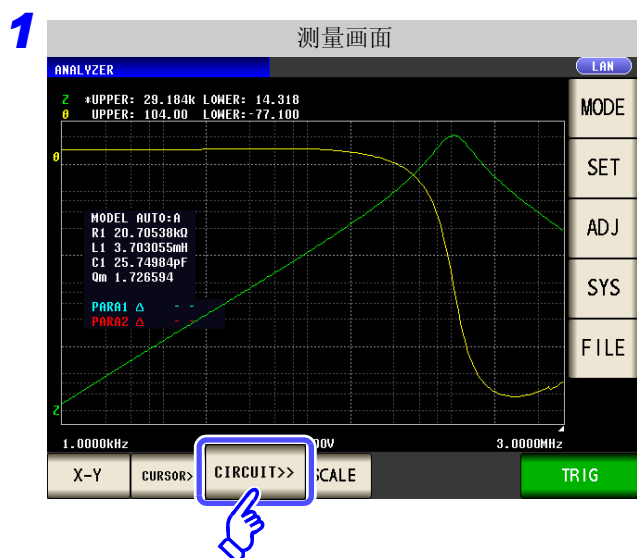 1
测量画面
ANALYZER
LAN
Z *UPPER: 29.184k LOWER: 14.318
θ UPPER: 104.00 LOWER:-77.100
MODE
θ
SET
MODEL AUTO:A
R1 20.70538kΩ
L1 3.703055mH
C1 25.74984pF
Qm 1.726594
ADJ
PARA1 Δ - -
PARA2 Δ - -
SYS
FILE
Z
1.0000kHz
00V
3.0000MHz
X-Y
CURSOR>
CIRCUIT>>
SCALE
TRIG